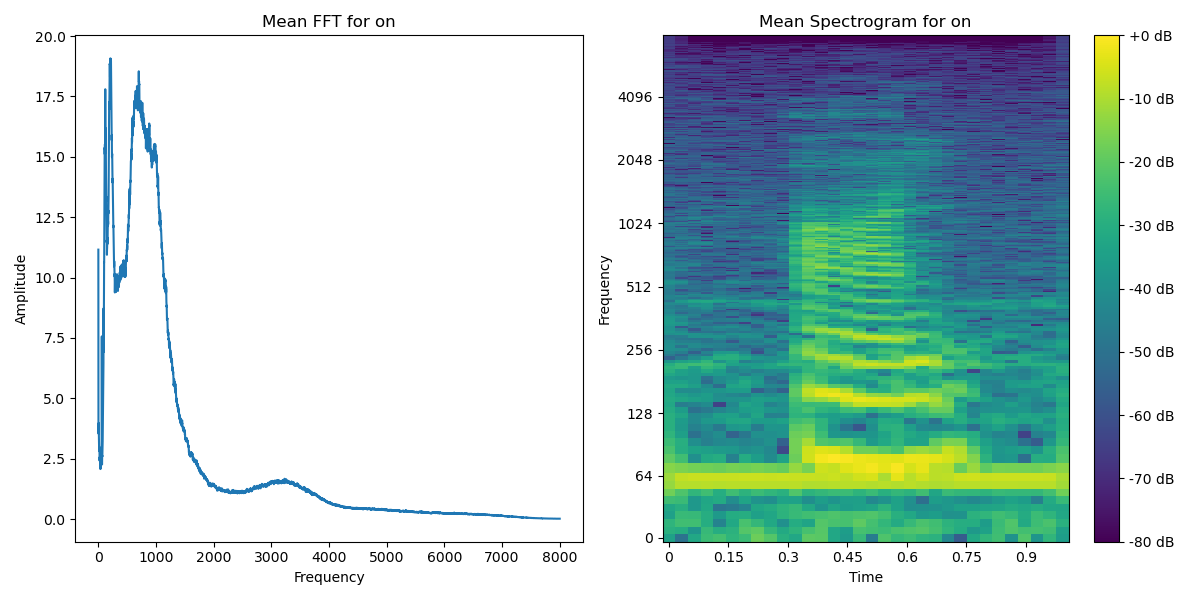 Mean FFT for on
20.0
17.5
15.0
12.5
10.0
7.5
5.0
2.5
0.0
Amplitude
0 1000 2000 3000 4000 5000 6000 7000 8000
Frequency
Mean Spectrogram for on
4096
2048
1024
512
256
128
64
0
Frequency
0 0.15 0.3 0.45 0.6 0.75 0.9
Time
+0 dB
-10 dB
-20 dB
-30 dB
-40 dB
-50 dB
-60 dB
-70 dB
-80 dB